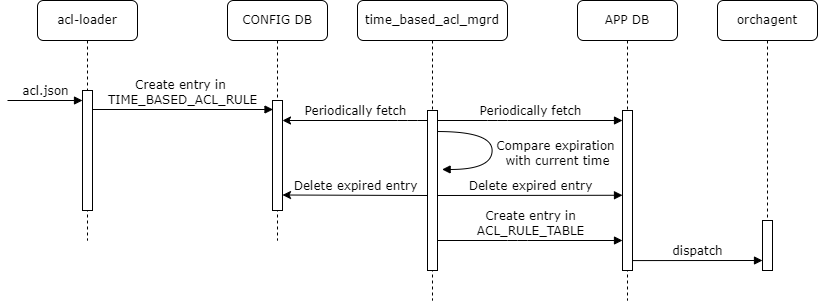 acl-loader
CONFIG DB
time_based_acl_mgrd
APP DB
orchagent
acl.json
Create entry in
TIME_BASED_ACL_RULE
Periodically fetch
Periodically fetch
Compare expiration
with current time
Delete expired entry
Delete expired entry
Create entry in
ACL_RULE_TABLE
dispatch